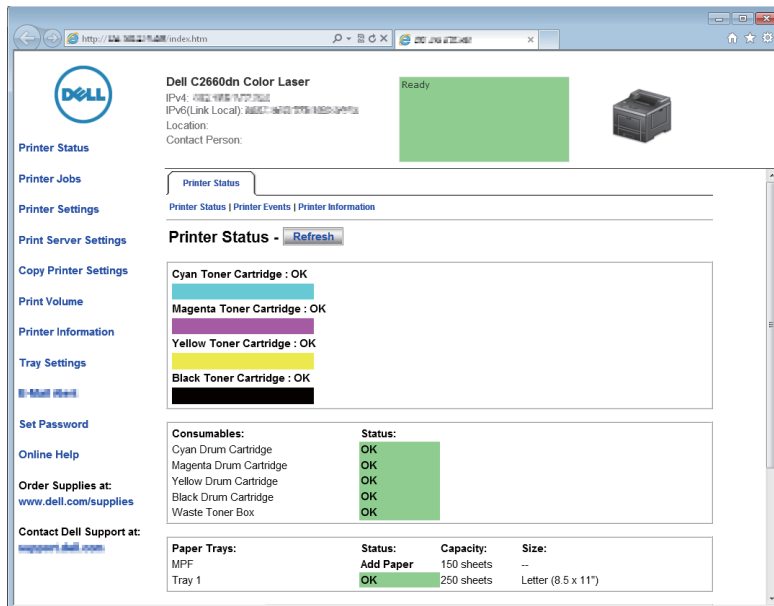 http:// /index.htm
DELL
Dell C2660dn Color Laser
IPv4:
IPv6(Link Local):
Location:
Contact Person:
Ready
Printer Status
Printer Jobs
Printer Settings
Print Server Settings
Copy Printer Settings
Print Volume
Printer Information
Tray Settings
Set Password
Online Help
Order Supplies at:
www.dell.com/supplies
Contact Dell Support at:
Printer Status
Printer Status | Printer Events | Printer Information
Printer Status - Refresh
Cyan Toner Cartridge : OK
Magenta Toner Cartridge : OK
Yellow Toner Cartridge : OK
Black Toner Cartridge : OK
Consumables: Status:
Cyan Drum Cartridge OK
Magenta Drum Cartridge OK
Yellow Drum Cartridge OK
Black Drum Cartridge OK
Waste Toner Box OK
Paper Trays: Status: Capacity: Size:
MPF Add Paper 150 sheets --
Tray 1 OK 250 sheets Letter (8.5 x 11")